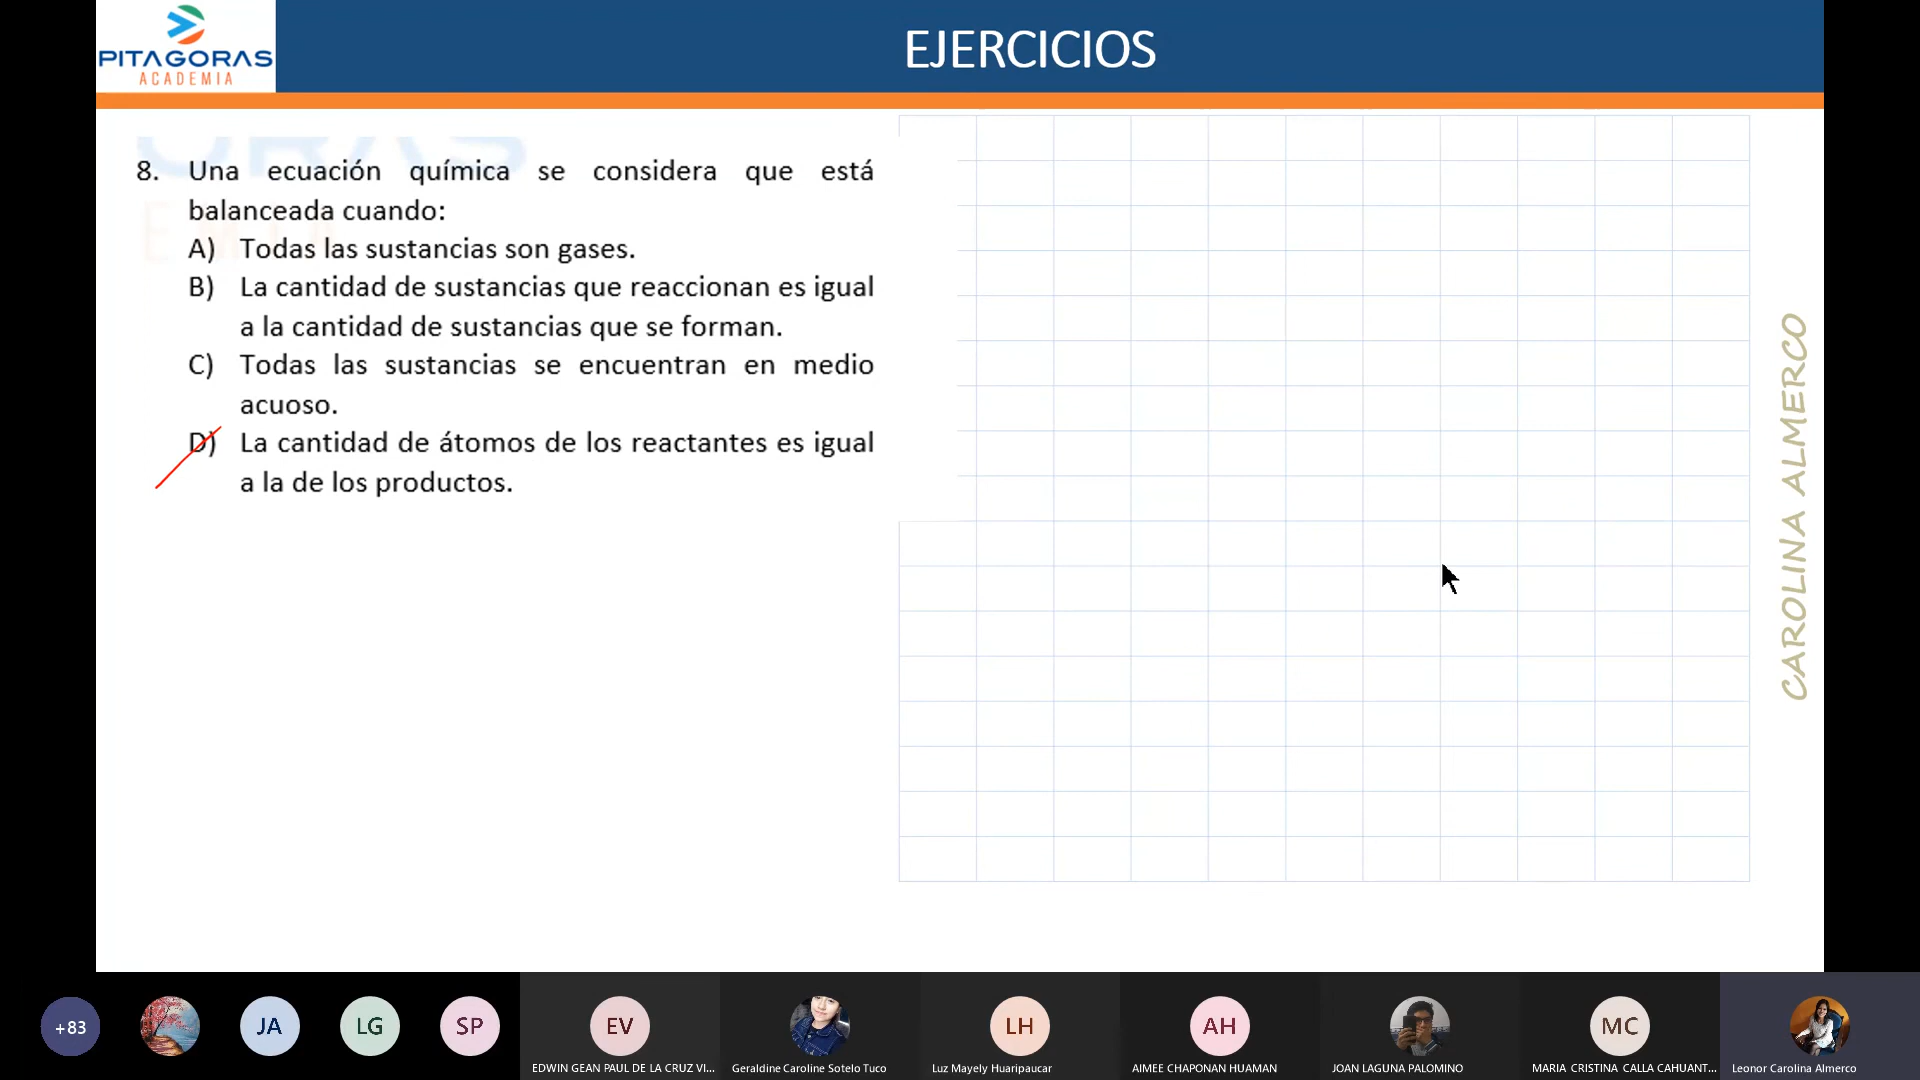 PITAGORAS
ACADEMIA
EJERCICIOS
8. Una ecuación química se considera que está
balanceada cuando:
A) Todas las sustancias son gases.
B) La cantidad de sustancias que reaccionan es igual
a la cantidad de sustancias que se forman.
C) Todas las sustancias se encuentran en medio
acuoso.
D) La cantidad de átomos de los reactantes es igual
a la de los productos.
CAROLINA ALMERCO
+83
JA
LG
SP
EV
LH
AH
MC
EDWIN GEAN PAUL DE LA CRUZ VI...
Geraldine Caroline Sotelo Tuco
Luz Mayely Huaripaucar
AIMEE CHAPONAN HUAMAN
JOAN LAGUNA PALOMINO
MARIA CRISTINA CALLA CAHUANT...
Leonor Carolina Almerco